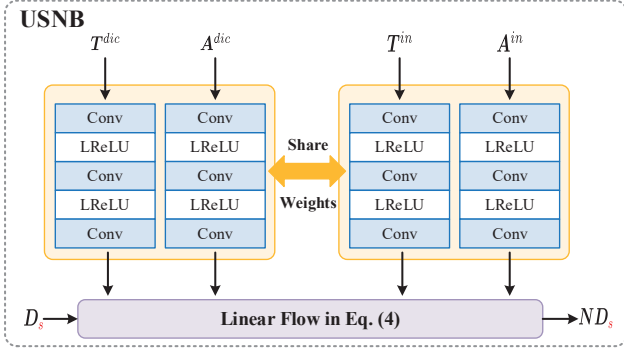 USNB
T^{dic} A^{dic} T^{in} A^{in}
Conv Conv Conv Conv
LReLU LReLU LReLU LReLU
Conv Conv Share Conv Conv
LReLU LReLU Weights LReLU LReLU
Conv Conv Conv Conv
D_s Linear Flow in Eq. (4) ND_s